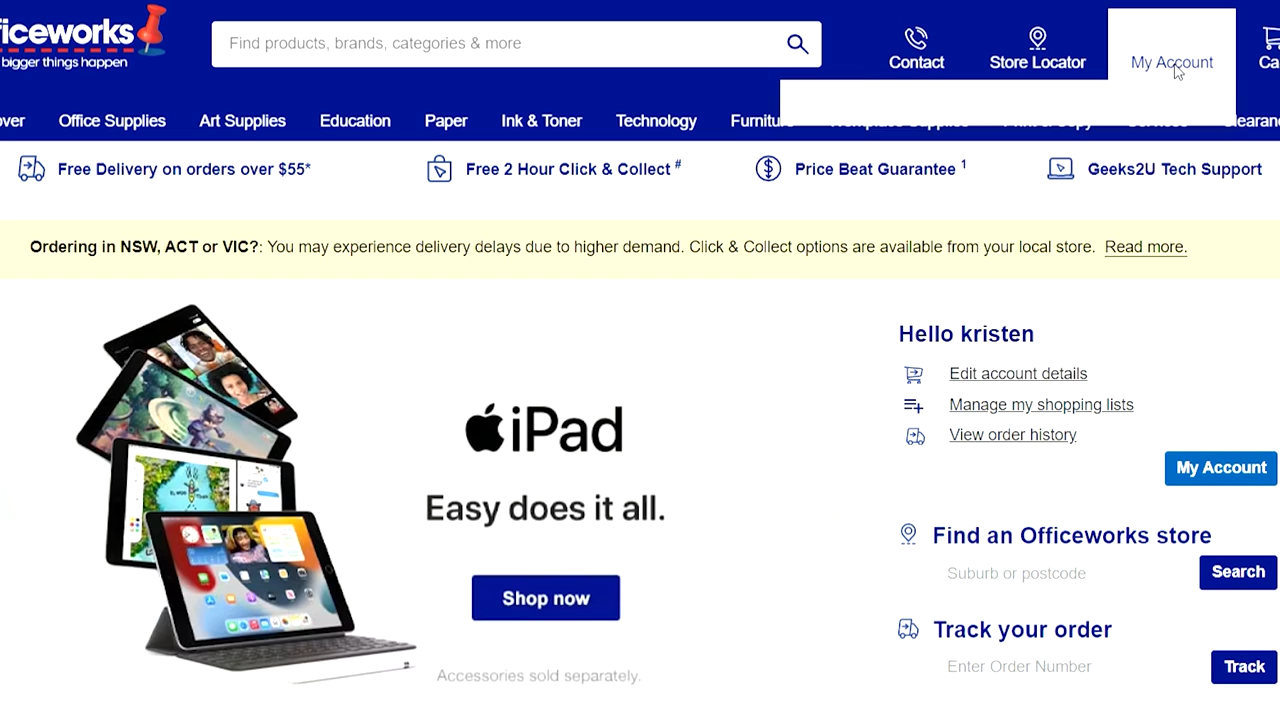 ficeworks
bigger things happen
Find products, brands, categories & more
Contact
Store Locator
My Account
Ca
over
Office Supplies
Art Supplies
Education
Paper
Ink & Toner
Technology
Furniture
Clearan
Free Delivery on orders over $55*
Free 2 Hour Click & Collect #
Price Beat Guarantee 1
Geeks2U Tech Support
Ordering in NSW, ACT or VIC?: You may experience delivery delays due to higher demand. Click & Collect options are available from your local store. Read more.
Hello kristen
Edit account details
Manage my shopping lists
View order history
My Account
iPad
Easy does it all.
Shop now
Accessories sold separately.
Find an Officeworks store
Suburb or postcode
Search
Track your order
Enter Order Number
Track